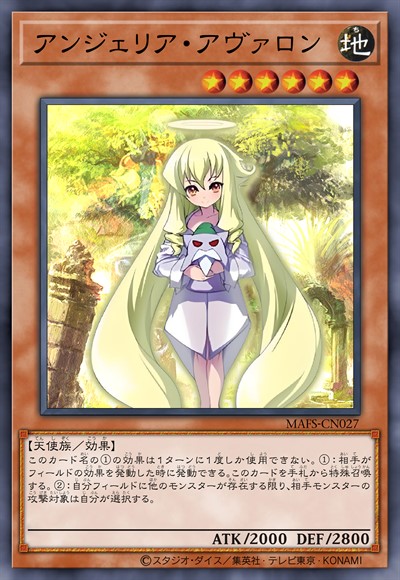 アンジェリア・アヴァロン
地
MAFS-CN027
【天使族／効果】
このカード名の①の効果は1ターンに1度しか使用できない。①：相手が
フィールドの効果を発動した時に発動できる。このカードを手札から特殊召喚
する。②：自分フィールドに他のモンスターが存在する限り、相手モンスターの
攻撃対象は自分が選択する。
ATK/2000 DEF/2800
©スタジオ・ダイス/集英社・テレビ東京・KONAMI